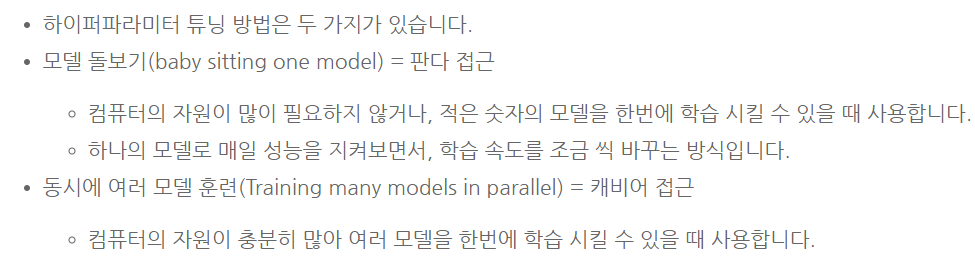 하이퍼파라미터 튜닝 방법은 두 가지가 있습니다.
모델 돌보기(baby sitting one model) = 판다 접근
컴퓨터의 자원이 많이 필요하지 않거나, 적은 숫자의 모델을 한번에 학습 시킬 수 있을 때 사용합니다.
하나의 모델로 매일 성능을 지켜보면서, 학습 속도를 조금 씩 바꾸는 방식입니다.
동시에 여러 모델 훈련(Training many models in parallel) = 캐비어 접근
컴퓨터의 자원이 충분히 많아 여러 모델을 한번에 학습 시킬 수 있을 때 사용합니다.